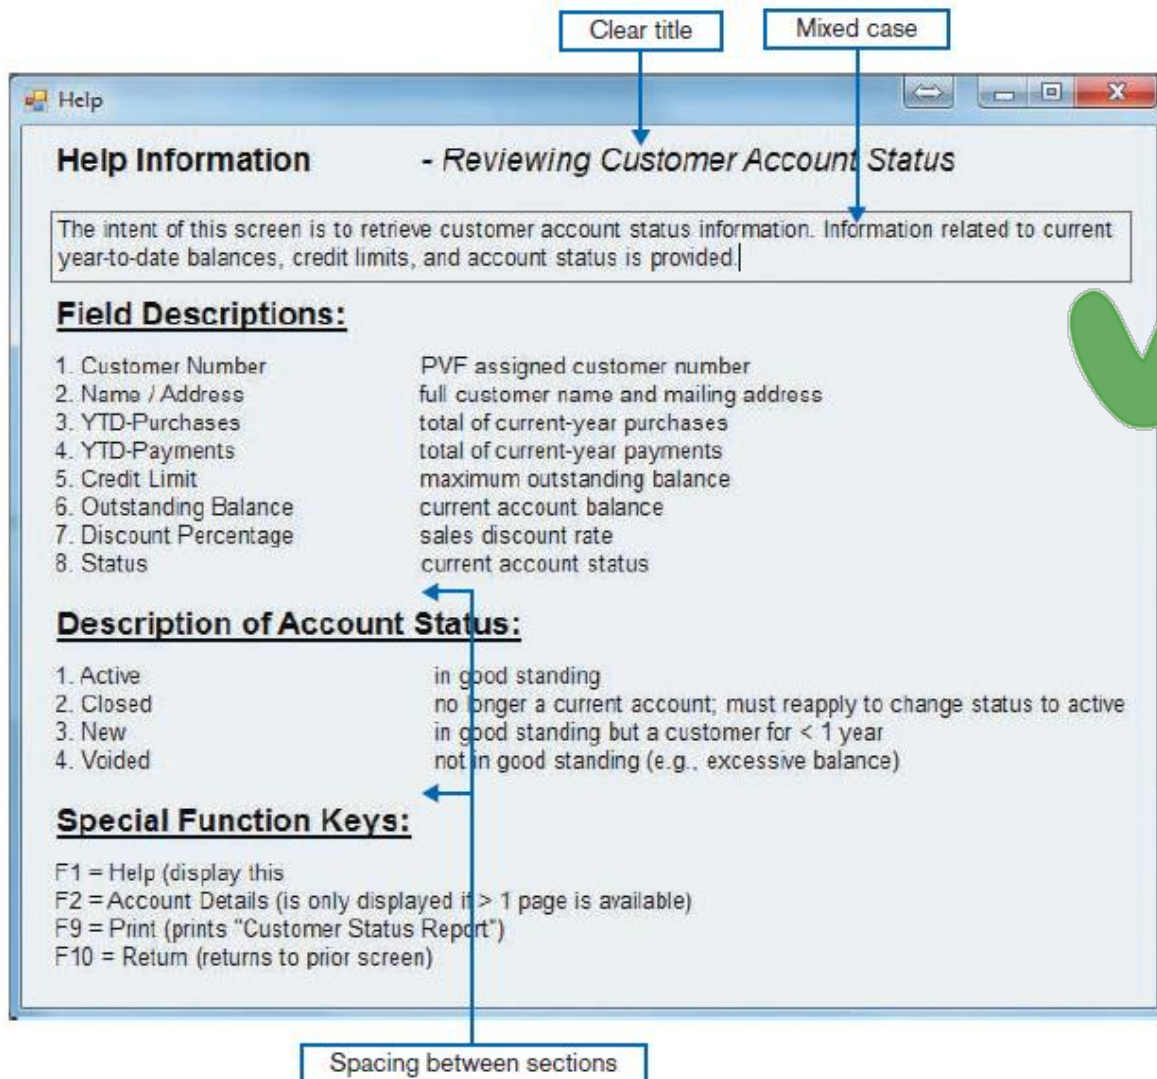 Clear title
Mixed case
Help
Help Information - Reviewing Customer Account Status
The intent of this screen is to retrieve customer account status information. Information related to current
year-to-date balances, credit limits, and account status is provided.
Field Descriptions:
1. Customer Number PVF assigned customer number
2. Name / Address full customer name and mailing address
3. YTD-Purchases total of current-year purchases
4. YTD-Payments total of current-year payments
5. Credit Limit maximum outstanding balance
6. Outstanding Balance current account balance
7. Discount Percentage sales discount rate
8. Status current account status
Description of Account Status:
1. Active in good standing
2. Closed no longer a current account; must reapply to change status to active
3. New in good standing but a customer for < 1 year
4. Voided not in good standing (e.g., excessive balance)
Special Function Keys:
F1 = Help (display this
F2 = Account Details (is only displayed if > 1 page is available)
F9 = Print (prints "Customer Status Report")
F10 = Return (returns to prior screen)
Spacing between sections